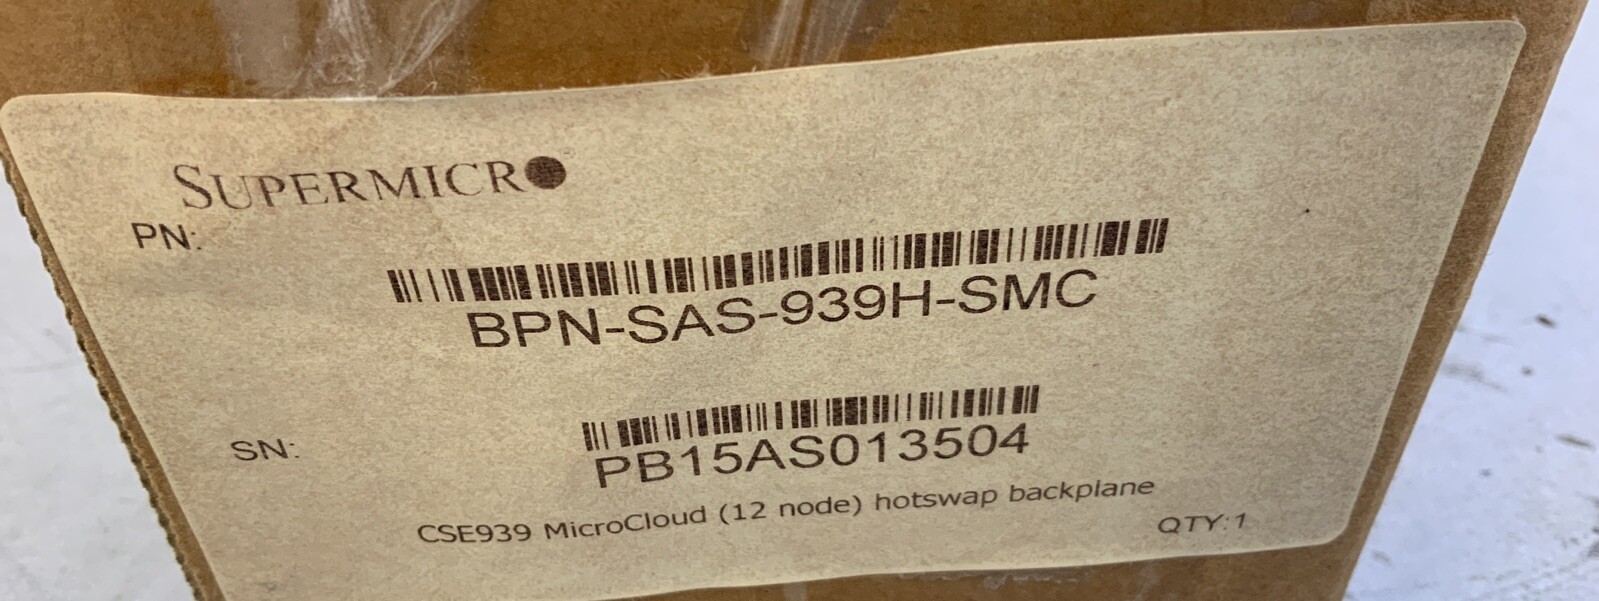 SUPERMICRO
PN:
BPN-SAS-939H-SMC
SN:
PB15AS013504
CSE939 MicroCloud (12 node) hotswap backplane
QTY:1